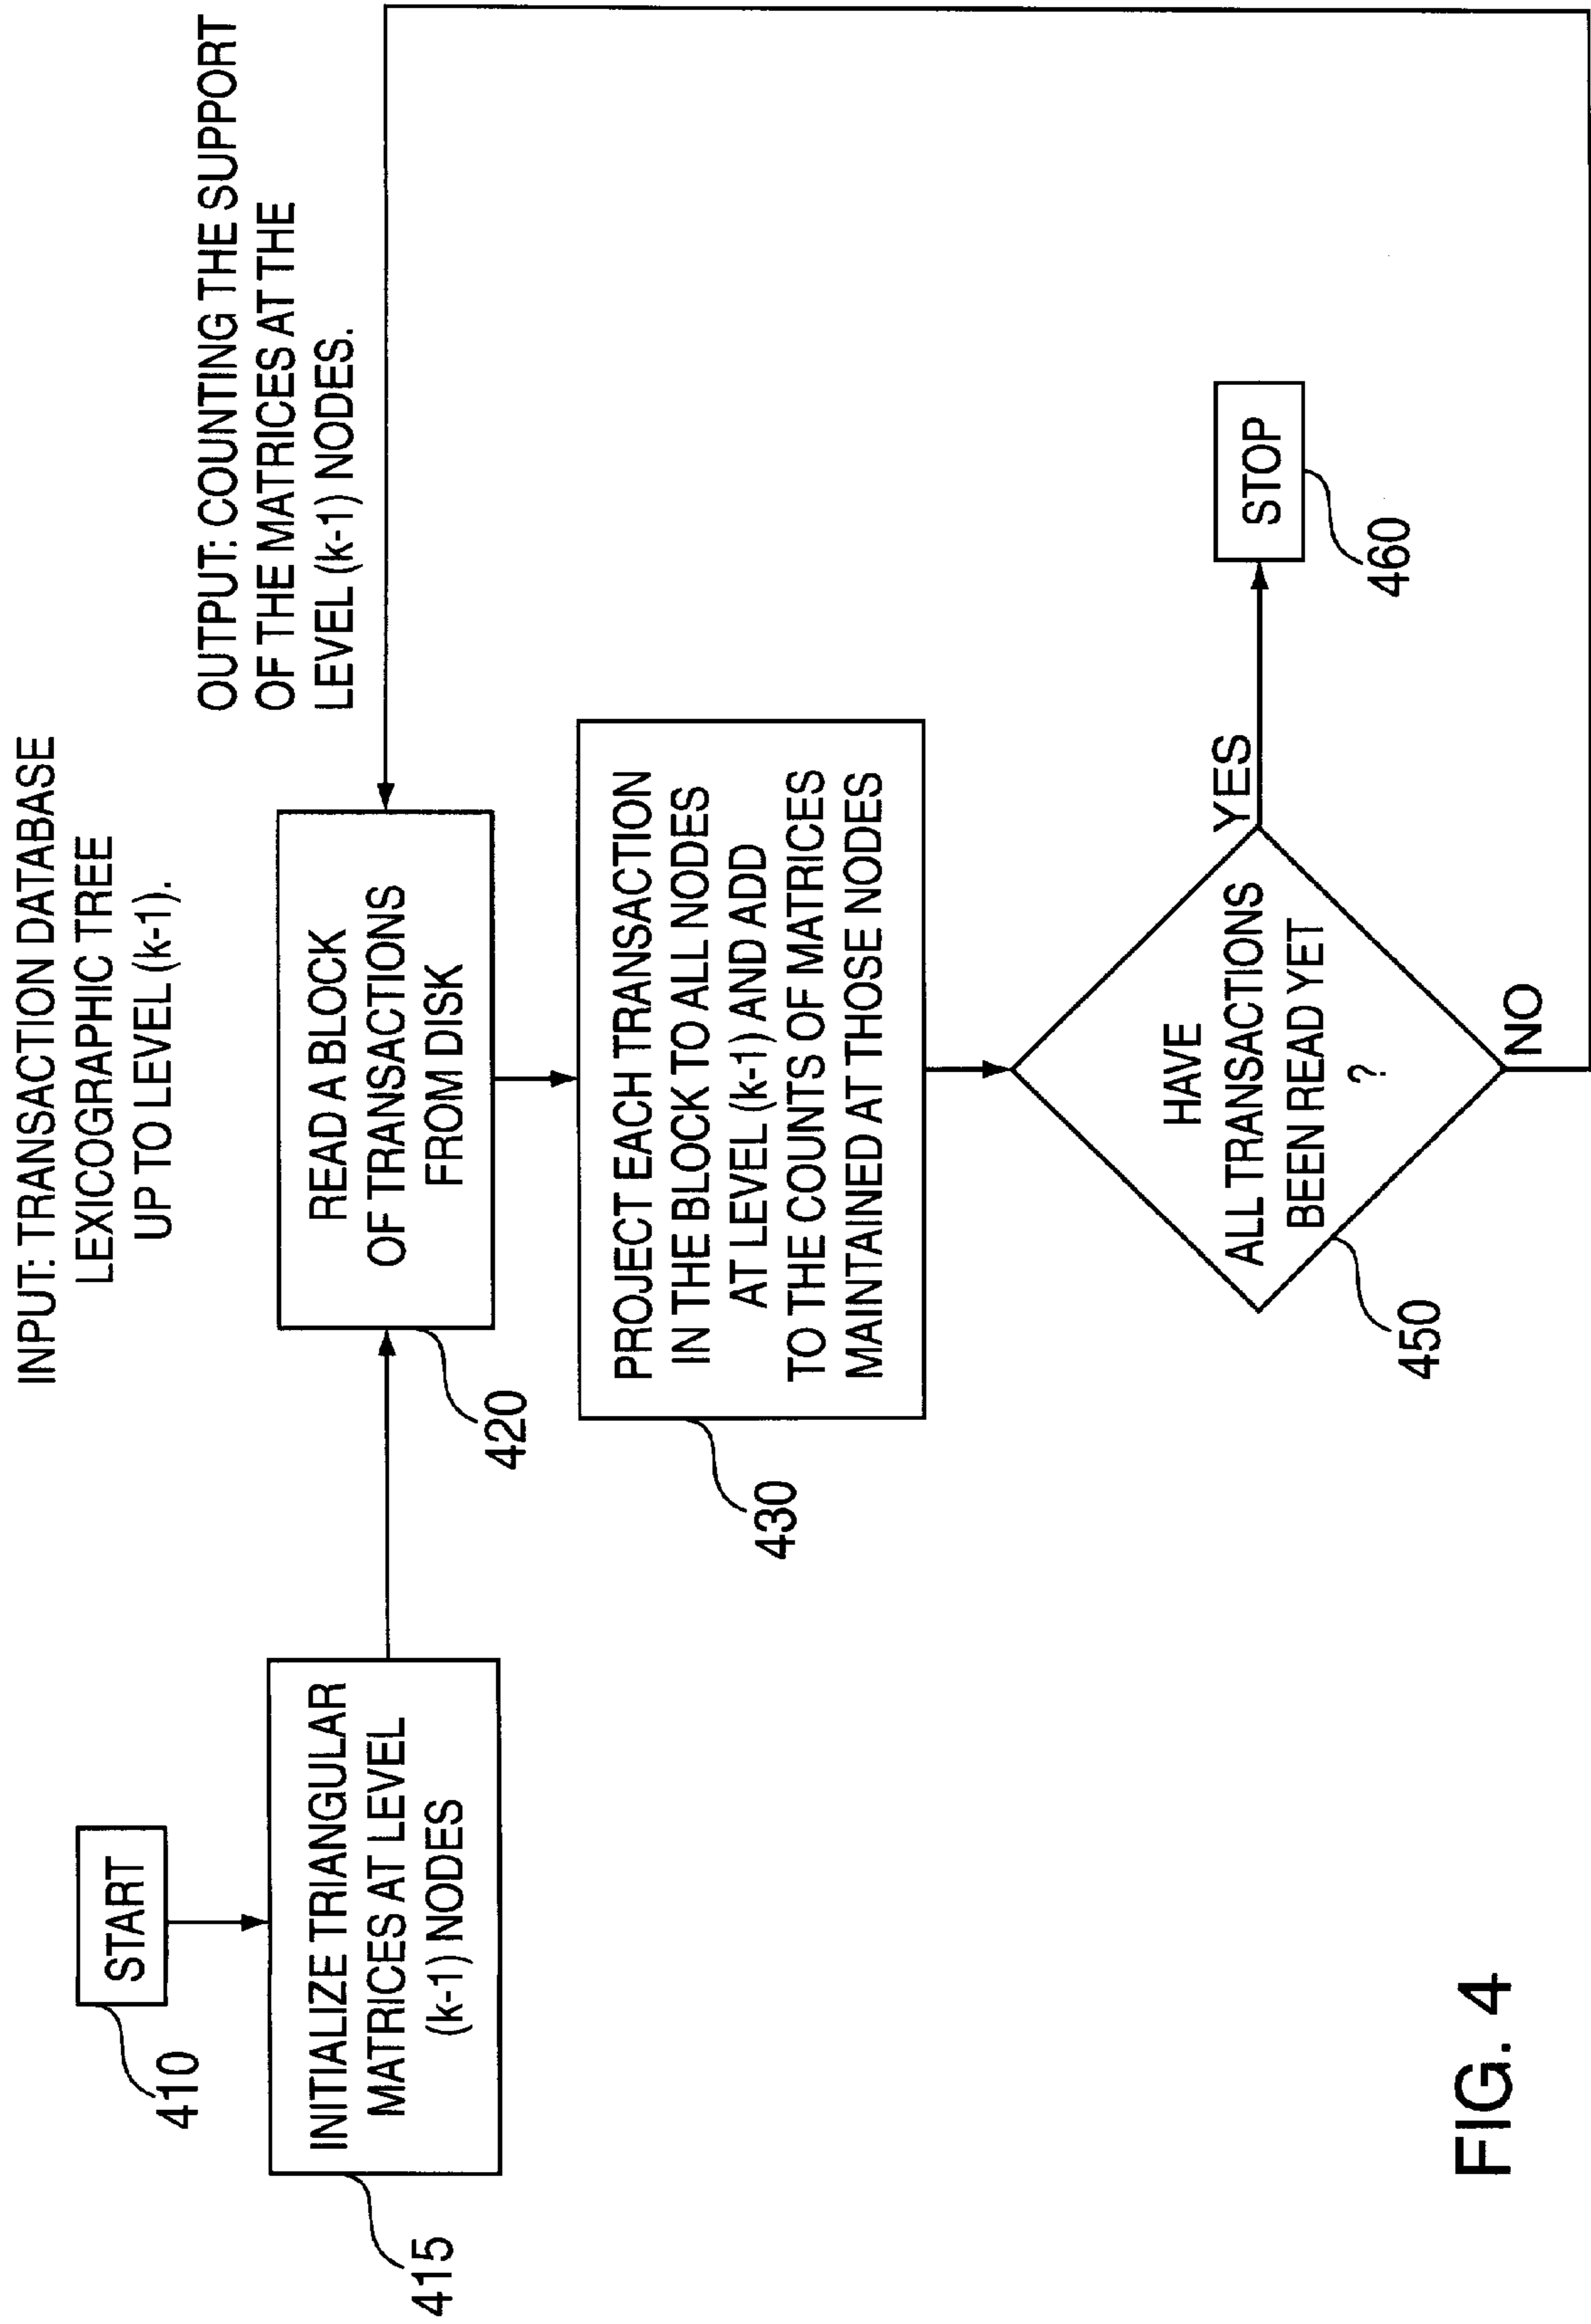 INPUT: TRANSACTION DATABASE
LEXICOGRAPHIC TREE
UP TO LEVEL (k-1).
OUTPUT: COUNTING THE SUPPORT
OF THE MATRICES AT THE
LEVEL (k-1) NODES.
START
410
INITIALIZE TRIANGULAR
MATRICES AT LEVEL
(k-1) NODES
415
READ A BLOCK
OF TRANSACTIONS
FROM DISK
420
PROJECT EACH TRANSACTION
IN THE BLOCK TO ALL NODES
AT LEVEL (k-1) AND ADD
TO THE COUNTS OF MATRICES
MAINTAINED AT THOSE NODES
430
HAVE
ALL TRANSACTIONS
BEEN READ YET
?
450
YES
STOP
460
NO
FIG. 4